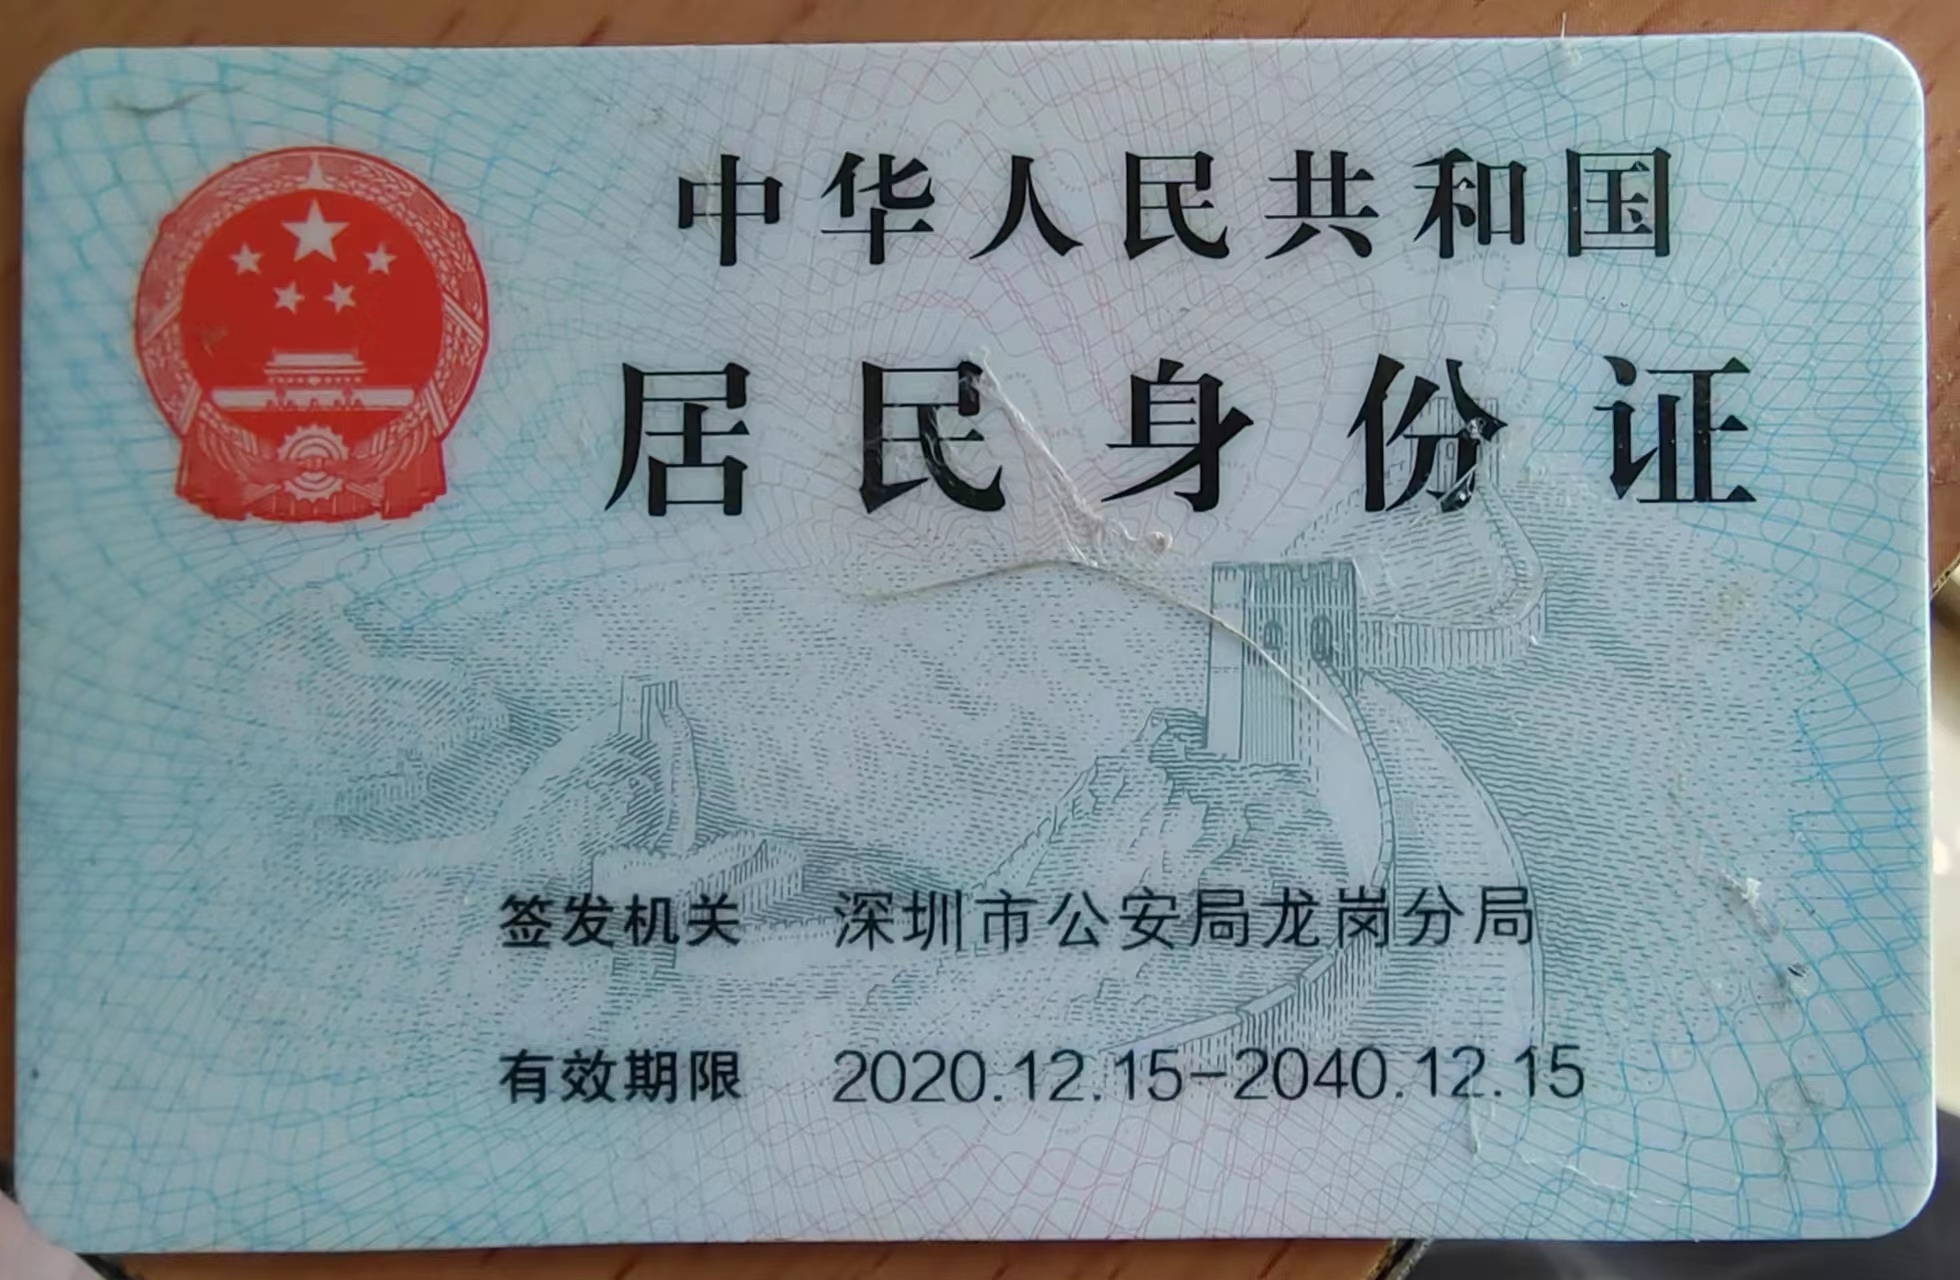 中华人民共和国
居民身份证
签发机关 深圳市公安局龙岗分局
有效期限 2020.12.15-2040.12.15